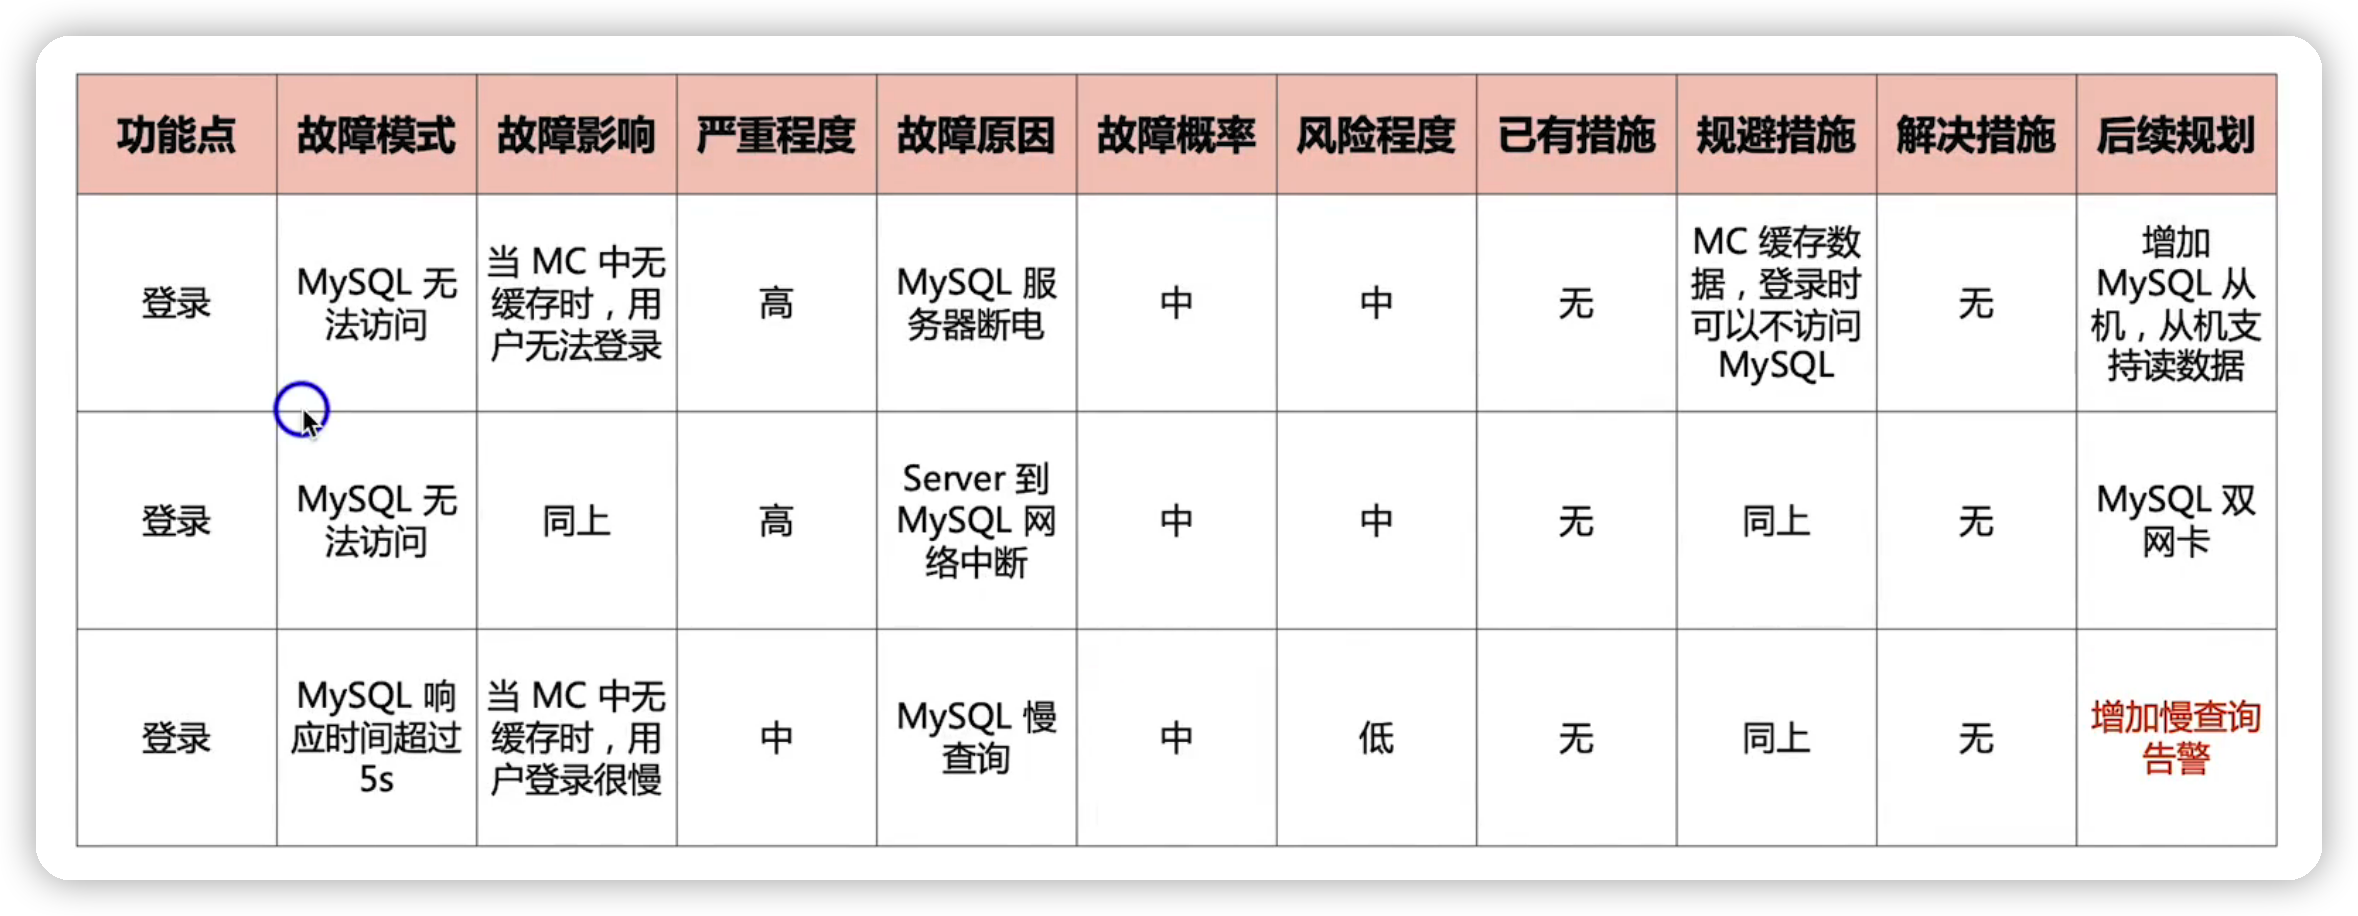 功能点 故障模式 故障影响 严重程度 故障原因 故障概率 风险程度 已有措施 规避措施 解决措施 后续规划
登录
MySQL 无
法访问
当 MC 中无
缓存时，用
户无法登录
高
MySQL 服
务器断电
中
中
无
MC 缓存数
据，登录时
可以不访问
MySQL
无
增加
MySQL 从
机，从机支
持读数据
登录
MySQL 无
法访问
同上
高
Server 到
MySQL 网
络中断
中
中
无
同上
无
MySQL 双
网卡
登录
MySQL 响
应时间超过
5s
当 MC 中无
缓存时，用
户登录很慢
中
MySQL 慢
查询
中
低
无
同上
无
增加慢查询
告警